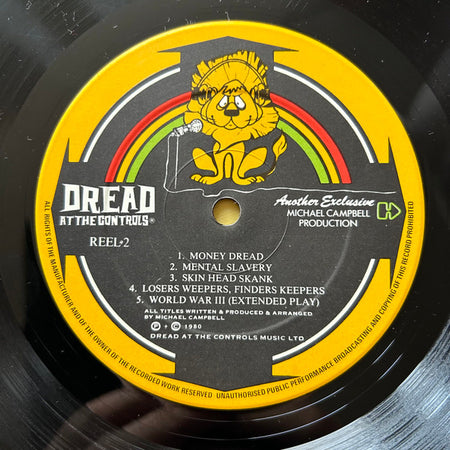 DREAD
AT THE CONTROLS®
REEL-2
Another Exclusive
MICHAEL CAMPBELL
PRODUCTION
1. MONEY DREAD
2. MENTAL SLAVERY
3. SKIN HEAD SKANK
4. LOSERS WEEPERS, FINDERS KEEPERS
5. WORLD WAR III (EXTENDED PLAY)
ALL TITLES WRITTEN & PRODUCED & ARRANGED
BY MICHAEL CAMPBELL
℗ + © 1980
DREAD AT THE CONTROLS MUSIC LTD
ALL RIGHTS OF THE MANUFACTURER AND OF THE OWNER OF THE RECORDED WORK RESERVED UNAUTHORISED PUBLIC PERFORMANCE BROADCASTING AND COPYING OF THIS RECORD PROHIBITED